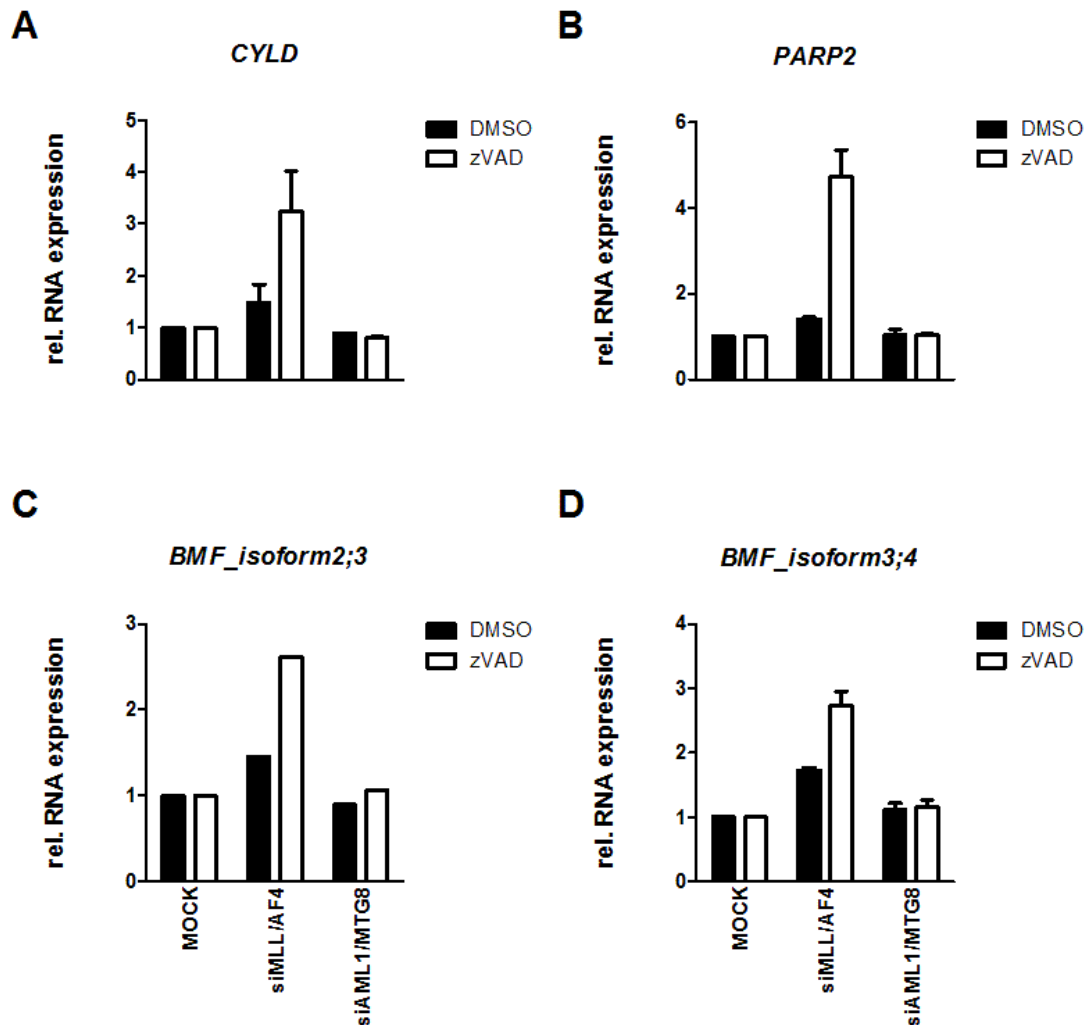 A
CYLD
rel. RNA expression
5
4
3
2
1
0
DMSO
zVAD
B
PARP2
rel. RNA expression
6
4
2
0
DMSO
zVAD
C
BMF_isoform2;3
rel. RNA expression
3
2
1
0
DMSO
zVAD
MOCK
siMLL/AF4
siAML1/MTG8
D
BMF_isoform3;4
rel. RNA expression
4
3
2
1
0
DMSO
zVAD
MOCK
siMLL/AF4
siAML1/MTG8